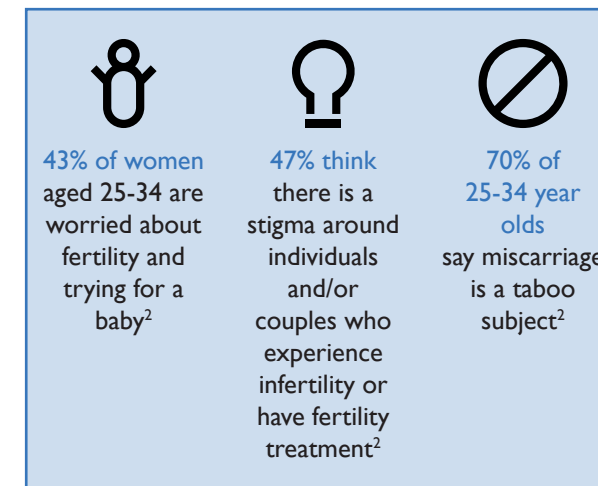 43% of women
aged 25-34 are
worried about
fertility and
trying for a
baby²
47% think
there is a
stigma around
individuals
and/or
couples who
experience
infertility or
have fertility
treatment²
70% of
25-34 year
olds
say miscarriage
is a taboo
subject²